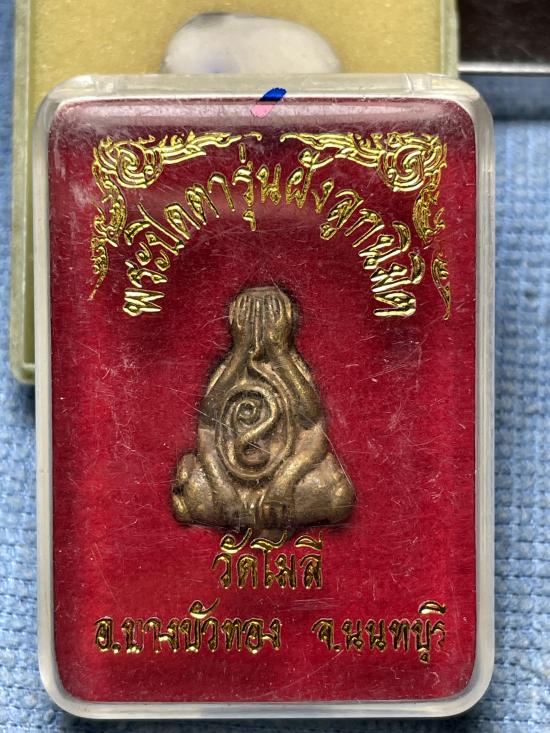 พระปิดตารุ่นฝังลูกนิมิต
วัดโมลี
อ.บางบัวทอง จ.นนทบุรี